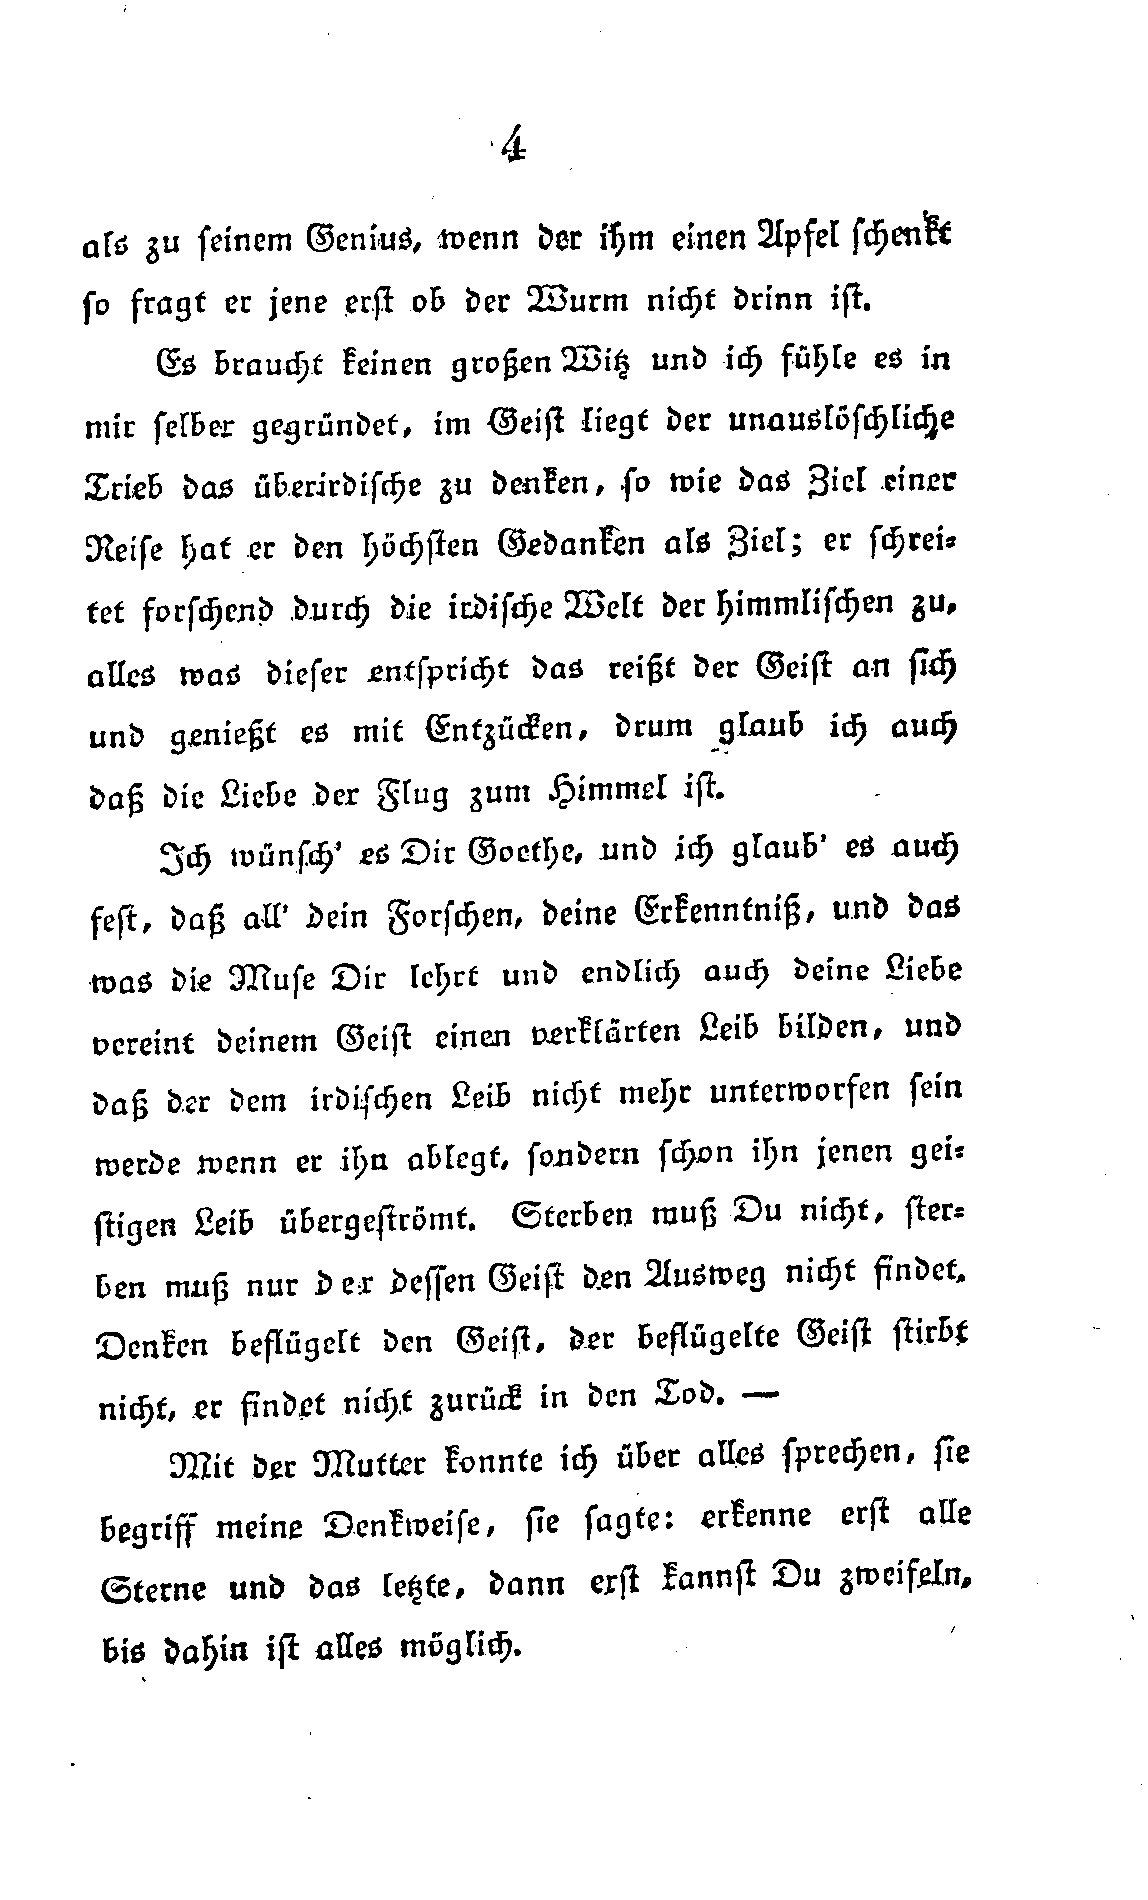 4
als zu ſeinem Genius, wenn der ihm einen Apfel ſchenkt
ſo fragt er jene erſt ob der Wurm nicht drinn iſt.
Es braucht keinen großen Witz und ich fühle es in
mir ſelber gegründet, im Geiſt liegt der unauslöſchliche
Trieb das überirdiſche zu denken, ſo wie das Ziel einer
Reiſe hat er den höchſten Gedanken als Ziel; er ſchrei⸗
tet forſchend durch die irdiſche Welt der himmliſchen zu,
alles was dieſer entſpricht das reißt der Geiſt an ſich
und genießt es mit Entzücken, drum glaub ich auch
daß die Liebe der Flug zum Himmel iſt.
Ich wünſch' es Dir Goethe, und ich glaub' es auch
feſt, daß all' dein Forſchen, deine Erkenntniß, und das
was die Muſe Dir lehrt und endlich auch deine Liebe
vereint deinem Geiſt einen verklärten Leib bilden, und
daß der dem irdiſchen Leib nicht mehr unterworfen ſein
werde wenn er ihn ablegt, ſondern ſchon ihn jenen gei⸗
ſtigen Leib übergeſtrömt. Sterben muß Du nicht, ſter⸗
ben muß nur der deſſen Geiſt den Ausweg nicht findet.
Denken beflügelt den Geiſt, der beflügelte Geiſt ſtirbt
nicht, er findet nicht zurück in den Tod. —
Mit der Mutter konnte ich über alles ſprechen, ſie
begriff meine Denkweiſe, ſie ſagte: erkenne erſt alle
Sterne und das letzte, dann erſt kannſt Du zweifeln,
bis dahin iſt alles möglich.